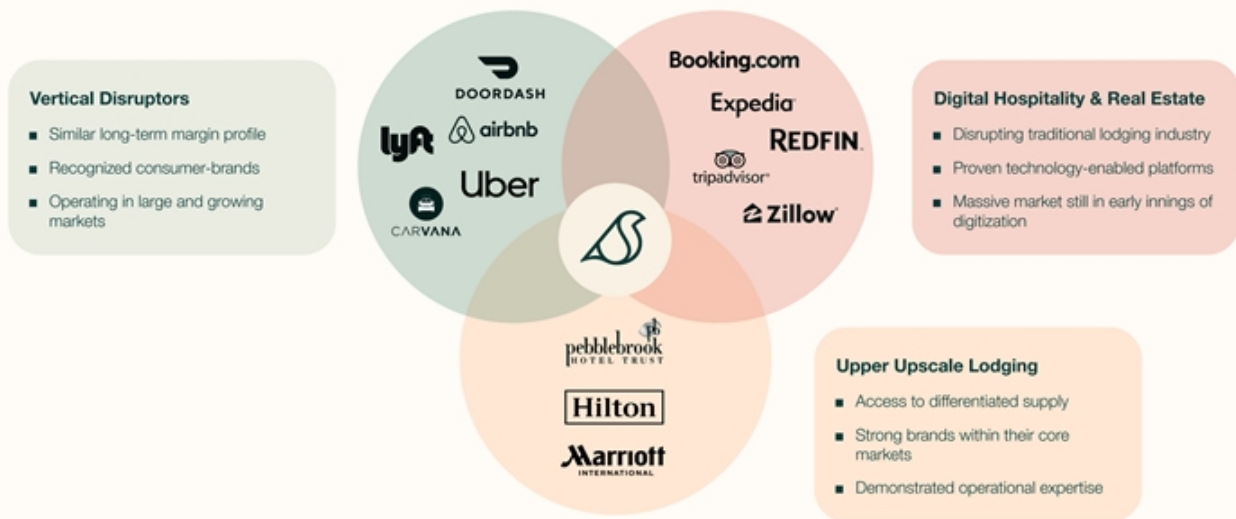 Vertical Disruptors
Similar long-term margin profile
Recognized consumer-brands
Operating in large and growing
markets
DOORDASH
lyft
airbnb
Uber
CARVANA
Booking.com
Expedia
REDFIN
tripadvisor
Zillow
Digital Hospitality & Real Estate
Disrupting traditional lodging industry
Proven technology-enabled platforms
Massive market still in early innings of
digitization
pebblebrook
HOTEL TRUST
Hilton
Marriott
INTERNATIONAL
Upper Upscale Lodging
Access to differentiated supply
Strong brands within their core
markets
Demonstrated operational expertise